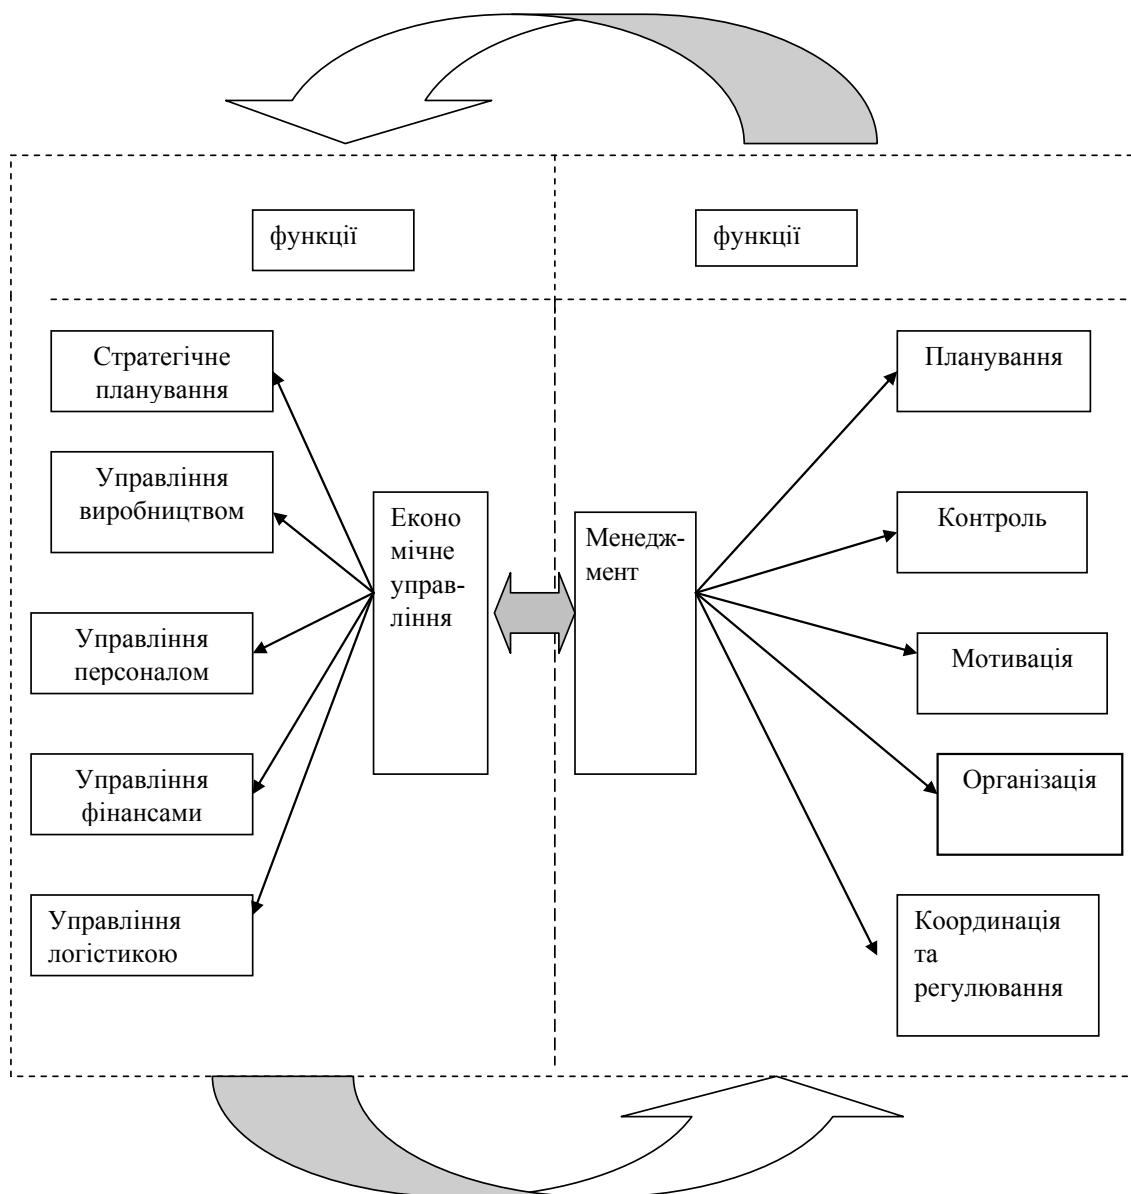 функції
функції
Стратегічне
планування
Управління
виробництвом
Управління
персоналом
Управління
фінансами
Управління
логістикою
Еконо
мічне
управ-
ління
Менедж-
мент
Планування
Контроль
Мотивація
Організація
Координація
та
регулювання